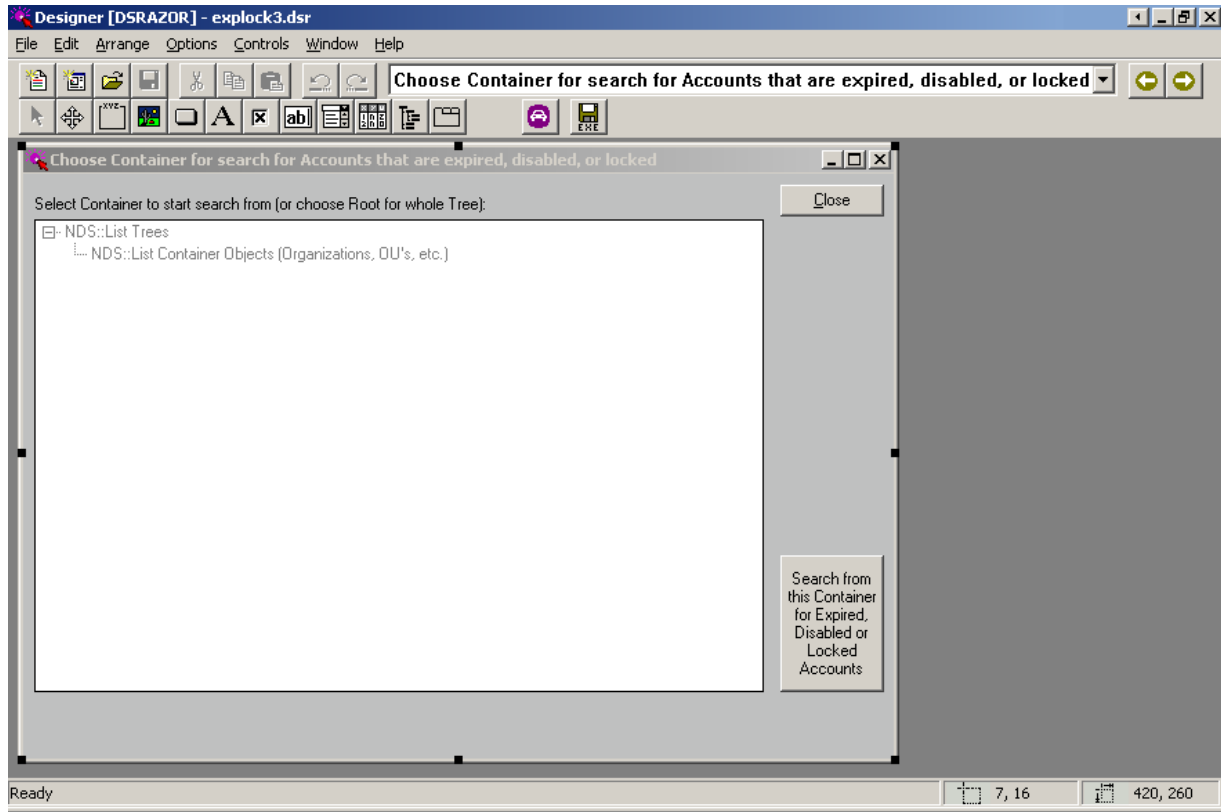 Designer [DSRAZOR] - explock3.dsr
File Edit Arrange Options Controls Window Help
Choose Container for search for Accounts that are expired, disabled, or locked
XYZ A ab EXE
Choose Container for search for Accounts that are expired, disabled, or locked
Select Container to start search from (or choose Root for whole Tree):
Close
NDS::List Trees
NDS::List Container Objects (Organizations, OU's, etc.)
Search from
this Container
for Expired,
Disabled or
Locked
Accounts
Ready 7, 16 420, 260